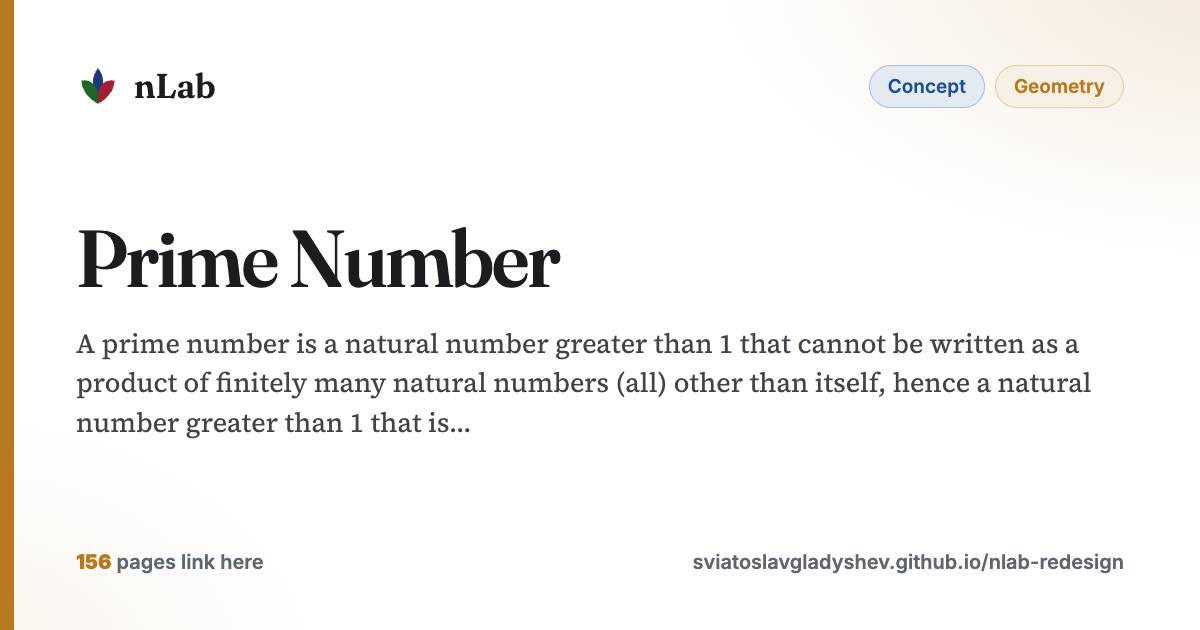 nLab
Concept
Geometry
Prime Number
A prime number is a natural number greater than 1 that cannot be written as a
product of finitely many natural numbers (all) other than itself, hence a natural
number greater than 1 that is...
156 pages link here
sviatoslavgladyshev.github.io/nlab-redesign